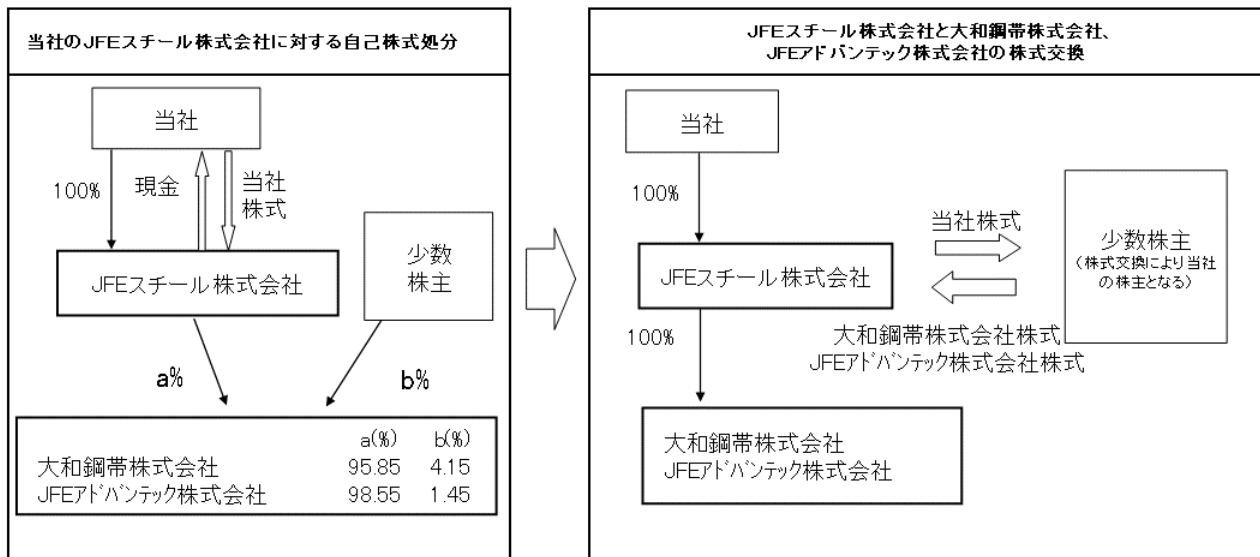 当社のJFEスチール株式会社に対する自己株式処分
当社
100%
現金
当社
株式
少数
株主
JFEスチール株式会社
a%
b%
a(%) b(%)
大和鋼帯株式会社 95.85 4.15
JFEアドバンテック株式会社 98.55 1.45
JFEスチール株式会社と大和鋼帯株式会社、
JFEアドバンテック株式会社の株式交換
当社
100%
当社株式
JFEスチール株式会社
少数株主
(株式交換により当社
の株主となる)
100%
大和鋼帯株式会社株式
JFEアドバンテック株式会社株式
大和鋼帯株式会社
JFEアドバンテック株式会社